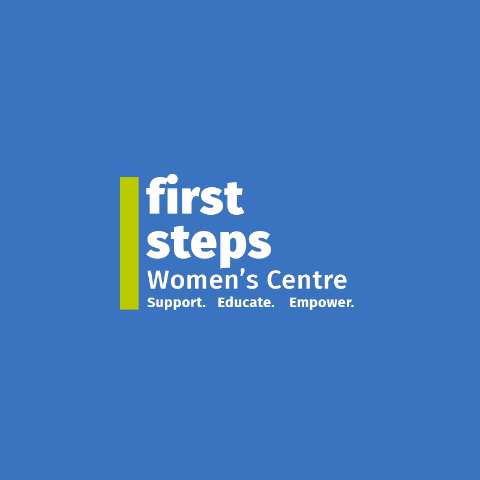 first
steps
Women's Centre
Support. Educate. Empower.